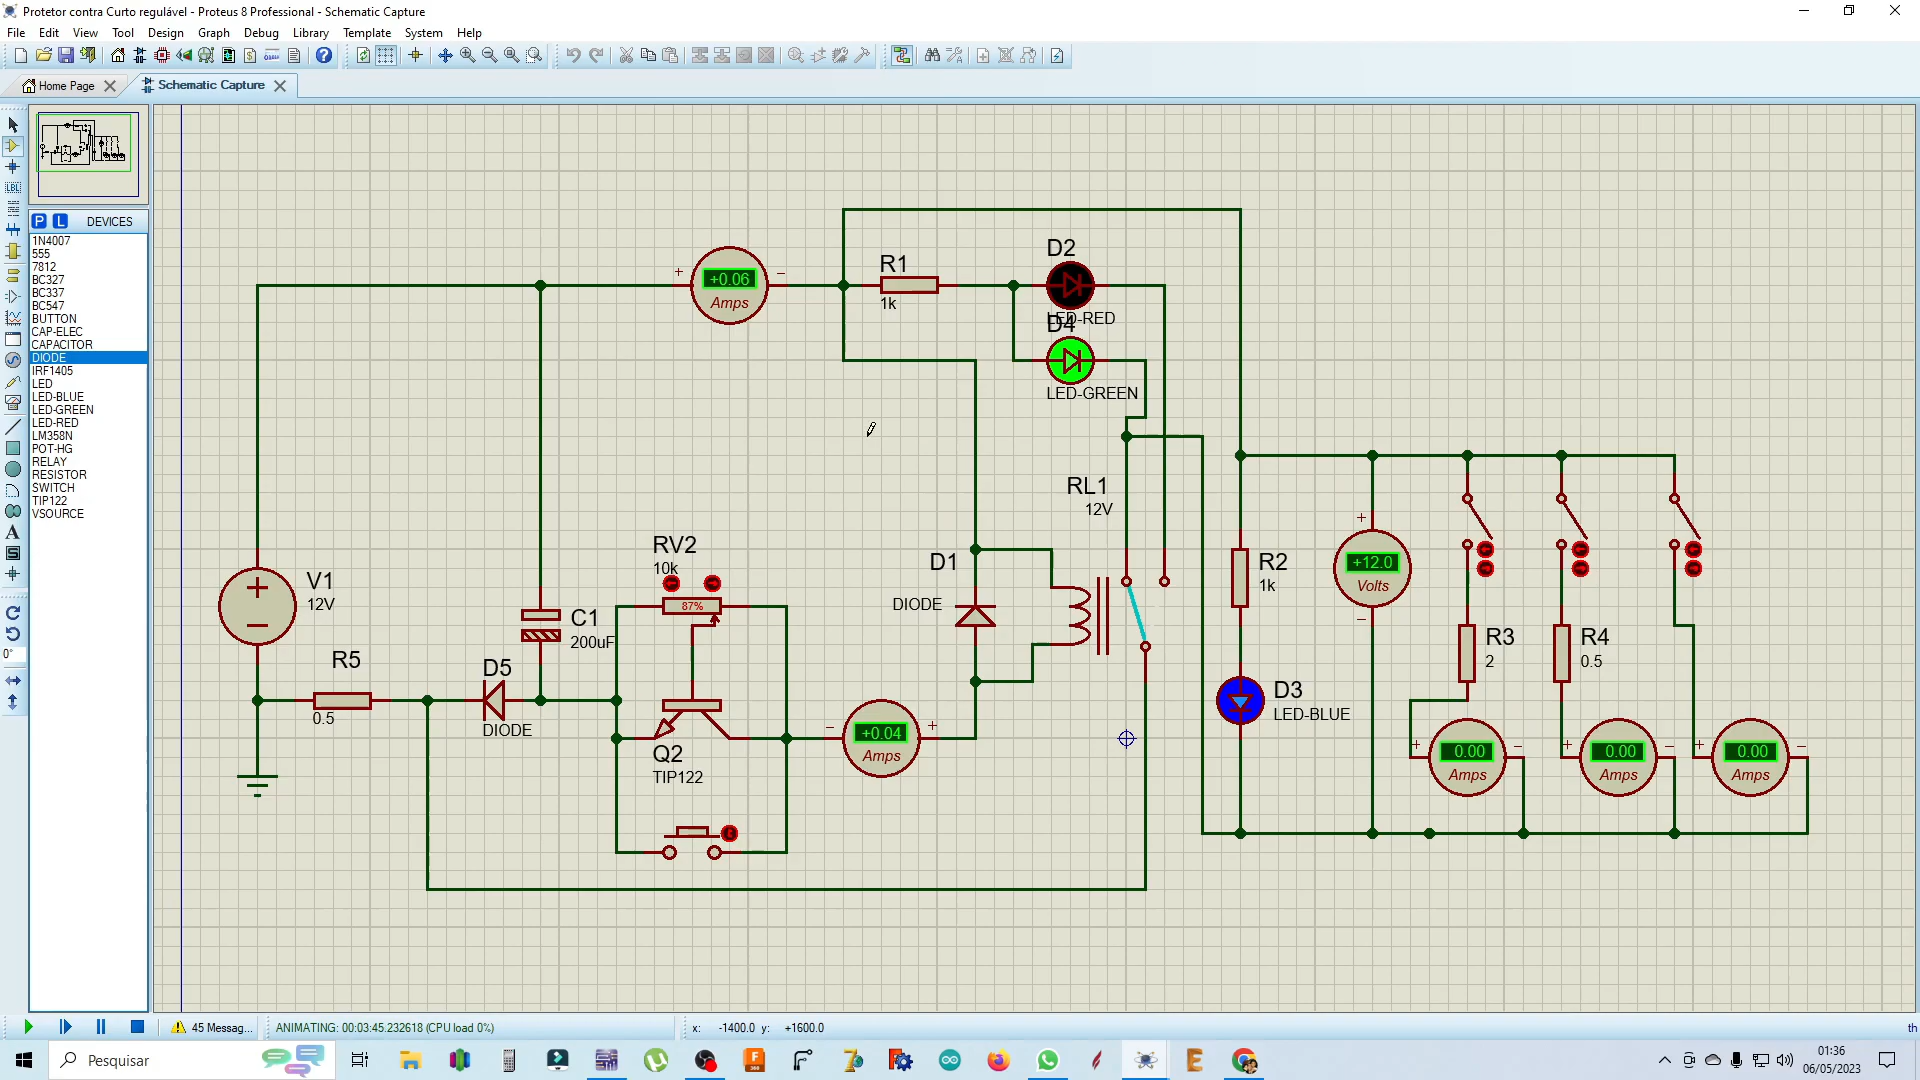 Protetor contra Curto regulável - Proteus 8 Professional - Schematic Capture
File Edit View Tool Design Graph Debug Library Template System Help
Home Page
Schematic Capture
P L DEVICES
1N4007
555
7812
BC327
BC337
BC547
BUTTON
CAP-ELEC
CAPACITOR
DIODE
IRF1405
LED
LED-BLUE
LED-GREEN
LED-RED
LM358N
POT-HG
RELAY
RESISTOR
SWITCH
TIP122
VSOURCE
LBL
A
S
0°
+ -
+0.06
Amps
R1
1k
D2
LED-RED
D4
LED-GREEN
RL1
12V
V1
12V
RV2
10k
87%
C1
200uF
D1
DIODE
R5
0.5
D5
DIODE
Q2
TIP122
- +
+0.04
Amps
R2
1k
D3
LED-BLUE
+
+12.0
Volts
-
R3
2
R4
0.5
+ -
0.00
Amps
+ -
0.00
Amps
+ -
0.00
Amps
45 Messag...
ANIMATING: 00:03:45.232618 (CPU load 0%)
x: -1400.0 y: +1600.0
th
Pesquisar
01:36
06/05/2023